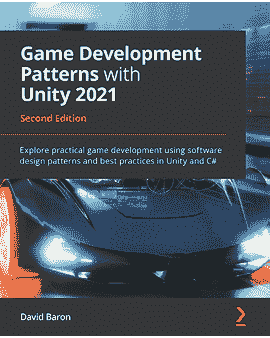 Game Development
Patterns with
Unity 2021
Second Edition
Explore practical game development using software
design patterns and best practices in Unity and C#
David Baron